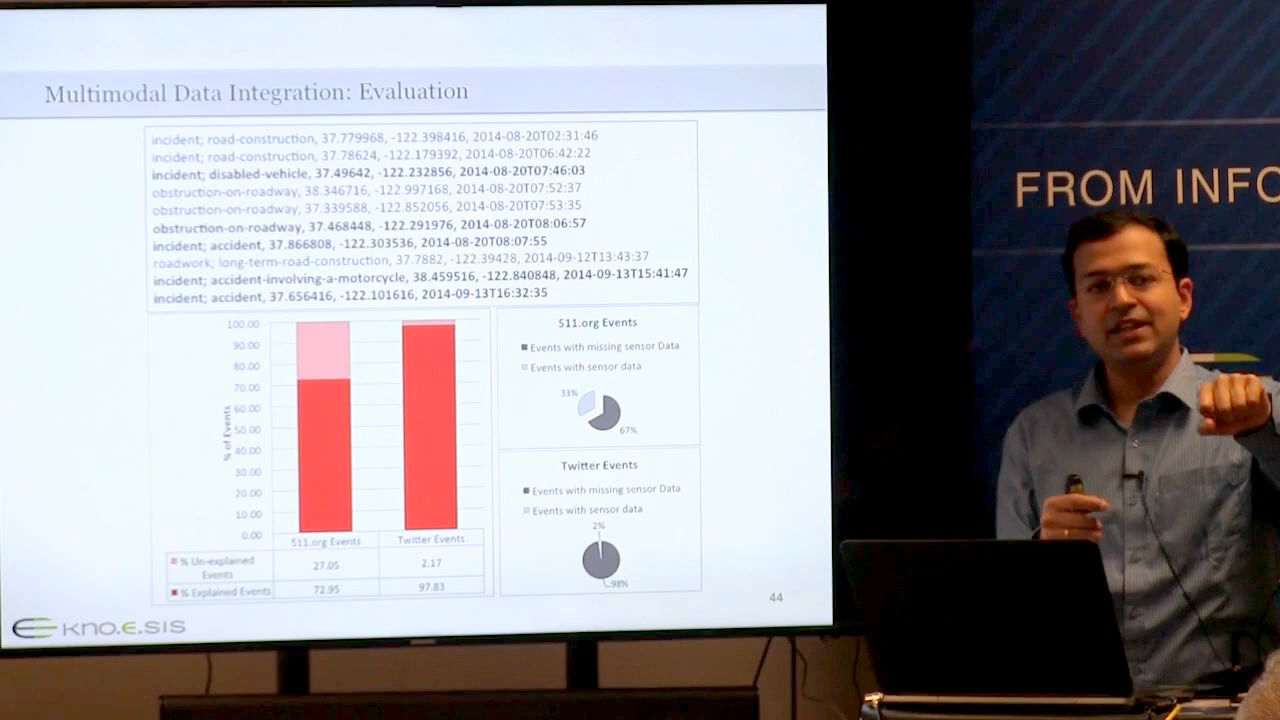 Multimodal Data Integration: Evaluation
incident; road-construction, 37.779968, -122.398416, 2014-08-20T02:31:46
incident; road-construction, 37.78624, -122.179392, 2014-08-20T06:42:22
incident; disabled-vehicle, 37.49642, -122.232856, 2014-08-20T07:46:03
obstruction-on-roadway, 38.346716, -122.997168, 2014-08-20T07:52:37
obstruction-on-roadway, 37.339588, -122.852056, 2014-08-20T07:53:35
obstruction-on-roadway, 37.468448, -122.291976, 2014-08-20T08:06:57
incident; accident, 37.866808, -122.303536, 2014-08-20T08:07:55
roadwork; long-term-road-construction, 37.7882, -122.39428, 2014-09-12T13:43:37
incident; accident-involving-a-motorcycle, 38.459516, -122.840848, 2014-09-13T15:41:47
incident; accident, 37.656416, -122.101616, 2014-09-13T16:32:35
% of Events
100.00
90.00
80.00
70.00
60.00
50.00
40.00
30.00
20.00
10.00
0.00
511.org Events Twitter Events
% Un-explained Events 27.05 2.17
% Explained Events 72.95 97.83
511.org Events
Events with missing sensor Data
Events with sensor data
33%
67%
Twitter Events
Events with missing sensor Data
Events with sensor data
2%
98%
44
kno.e.sis
FROM INFO